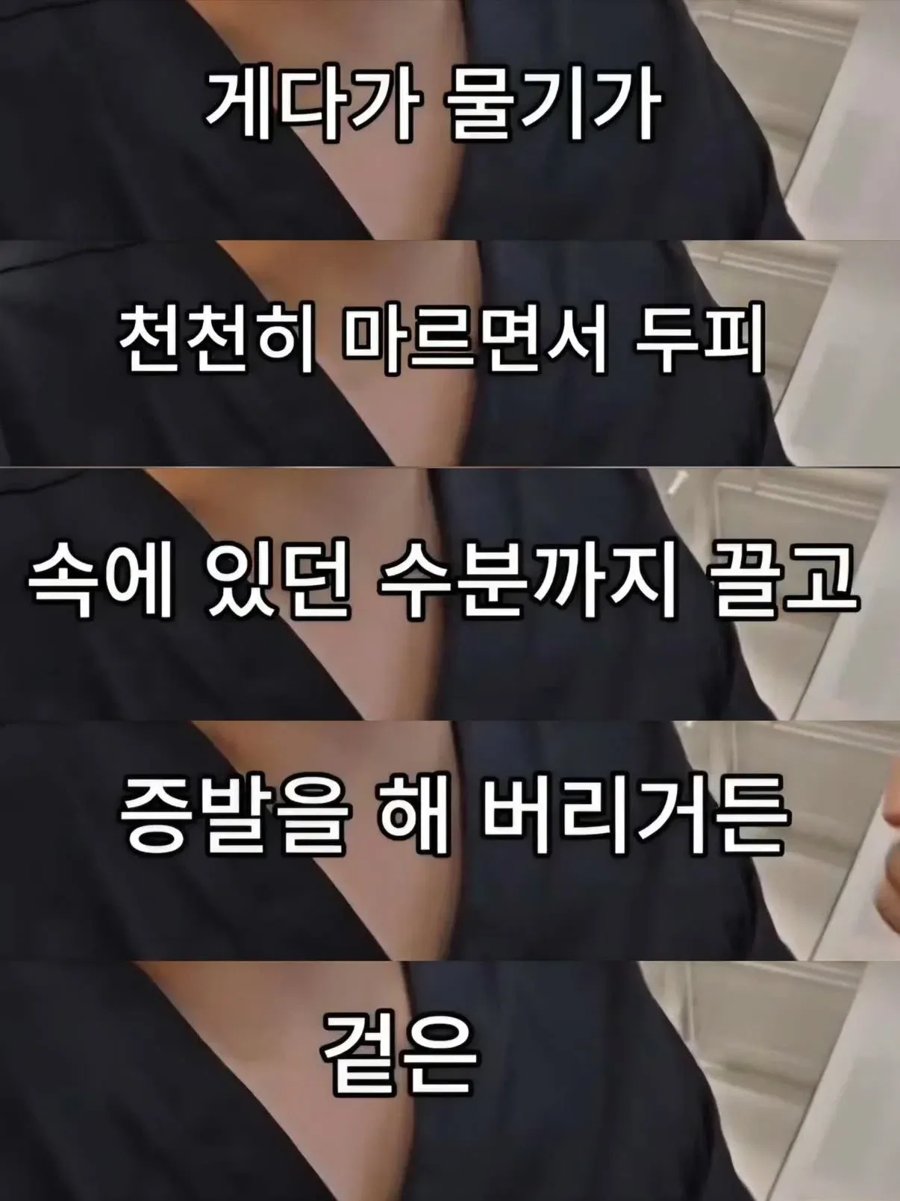 게다가 물기가
천천히 마르면서 두피
속에 있던 수분까지 끌고
증발을 해 버리거든
겉은